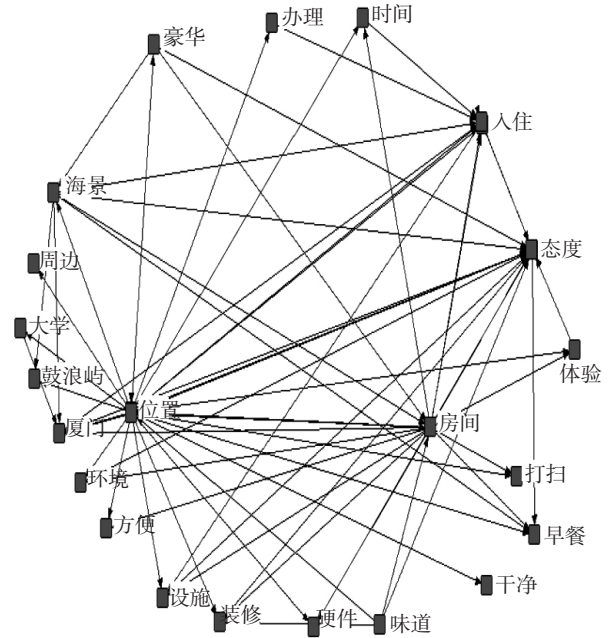 办理
时间
豪华
入住
海景
态度
周边
大学
体验
鼓浪屿
位置
厦门
房间
环境
打扫
方便
早餐
干净
设施
装修
硬件
味道